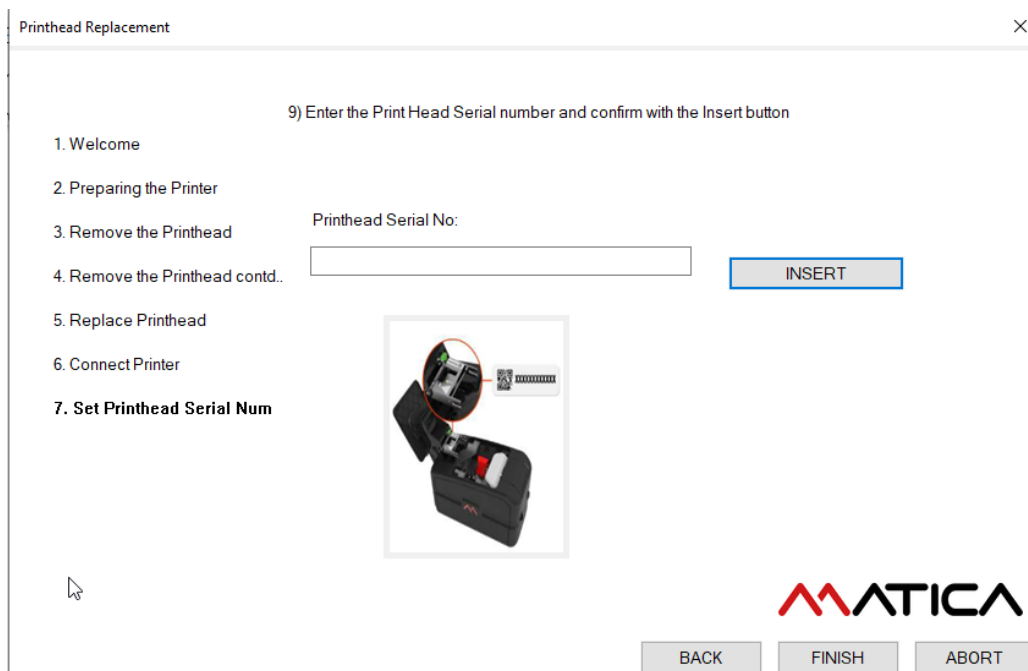 Printhead Replacement
9) Enter the Print Head Serial number and confirm with the Insert button
1. Welcome
2. Preparing the Printer
3. Remove the Printhead
4. Remove the Printhead contd..
5. Replace Printhead
6. Connect Printer
7. Set Printhead Serial Num
Printhead Serial No:
INSERT
MATICA
BACK
FINISH
ABORT